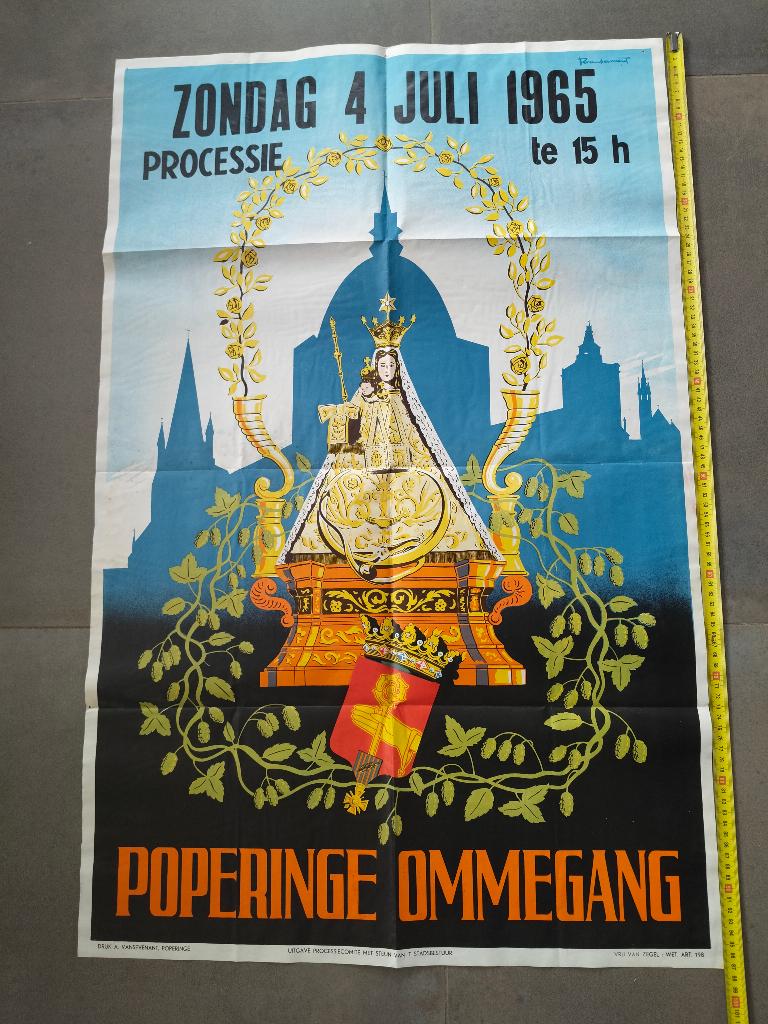 ZONDAG 4 JULI 1965
PROCESSIE te 15 h
POPERINGE OMMEGANG
DRUK A. VANSEVENANT, POPERINGE
UITGAVE PROCESSIECOMITE MET STEUN VAN 'T STADSBESTUUR
VRIJ VAN ZEGEL : WET. ART. 198